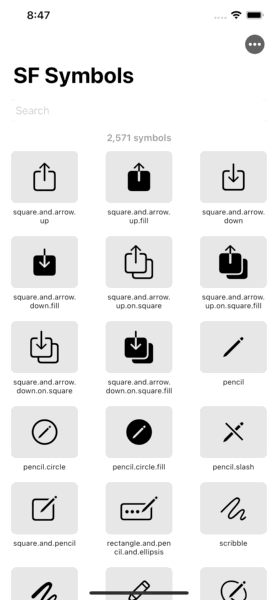 8:47
SF Symbols
Search
2,571 symbols
square.and.arrow.
up
square.and.arrow.
up.fill
square.and.arrow.
down
square.and.arrow.
down.fill
square.and.arrow.
up.on.square
square.and.arrow.
up.on.square.fill
square.and.arrow.
down.on.square
square.and.arrow.
down.on.square.fill
pencil
pencil.circle
pencil.circle.fill
pencil.slash
square.and.pencil
rectangle.and.pen
cil.and.ellipsis
scribble